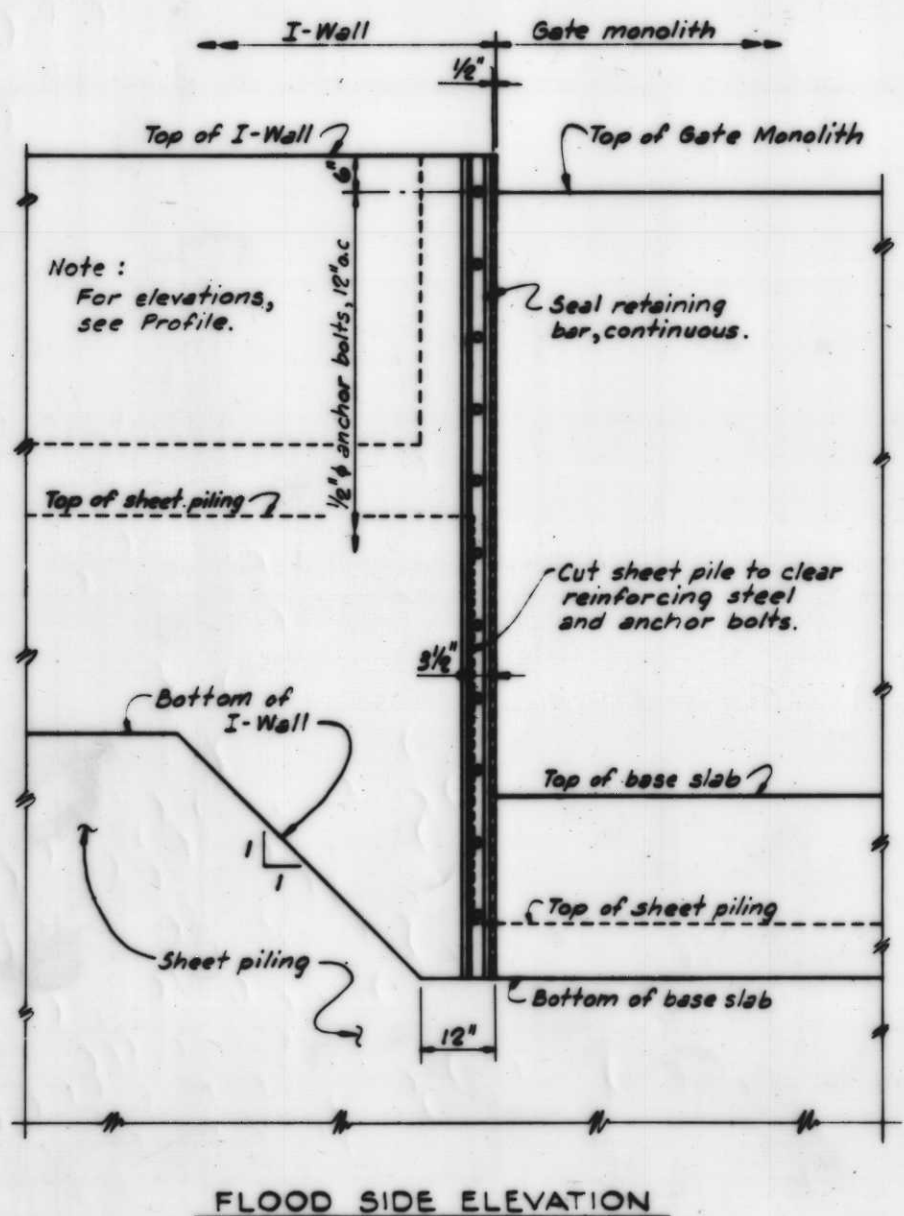 I-Wall
Gate monolith
1/2"
Top of I-Wall
Top of Gate Monolith
6"
1/2"φ anchor bolts, 12" o.c
Note :
For elevations,
see Profile.
Seal retaining
bar, continuous.
Top of sheet piling
Cut sheet pile to clear
reinforcing steel
and anchor bolts.
3 1/2"
Bottom of
I-Wall
Top of base slab
1
1
Top of sheet piling
Sheet piling
Bottom of base slab
12"
FLOOD SIDE ELEVATION